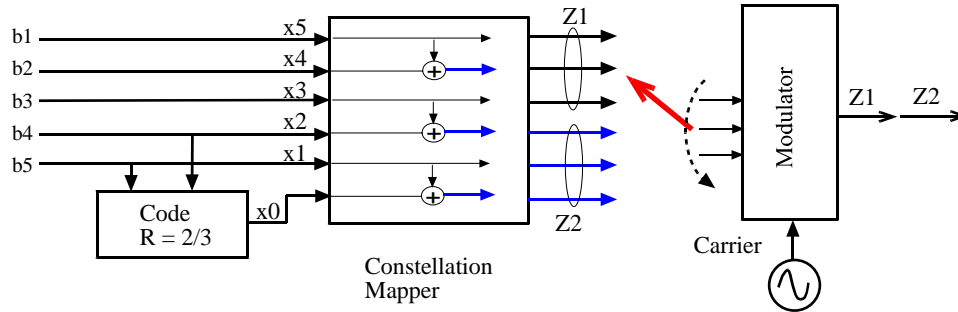 b1
x5
b2
x4
b3
x3
b4
x2
b5
x1
x0
Code
R = 2/3
+
+
+
Constellation
Mapper
Z1
Z2
Modulator
Carrier
Z1
Z2